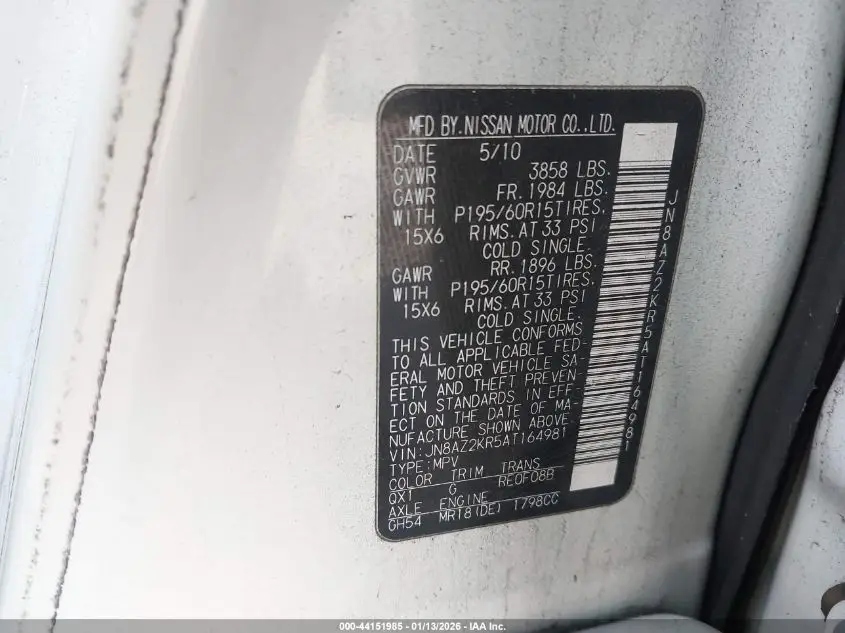 MFD BY.NISSAN MOTOR CO.,LTD.
DATE 5/10
GVWR 3858 LBS.
GAWR FR. 1984 LBS.
WITH P195/60R15TIRES.
15X6 RIMS. AT 33 PSI
COLD SINGLE.
GAWR RR. 1896 LBS.
WITH P195/60R15TIRES.
15X6 RIMS. AT 33 PSI
COLD SINGLE.
THIS VEHICLE CONFORMS
TO ALL APPLICABLE FED-
ERAL MOTOR VEHICLE SA-
FETY AND THEFT PREVEN-
TION STANDARDS IN EFF-
ECT ON THE DATE OF MA-
NUFACTURE SHOWN ABOVE.
VIN: JN8AZ2KR5AT164981
TYPE: MPV
COLOR TRIM TRANS
QX1 G RE0F08B
AXLE ENGINE
GH54 MR18(DE) 1798CC
JN8AZ2KR5AT164981
000-44151985 - 01/13/2026 - IAA Inc.